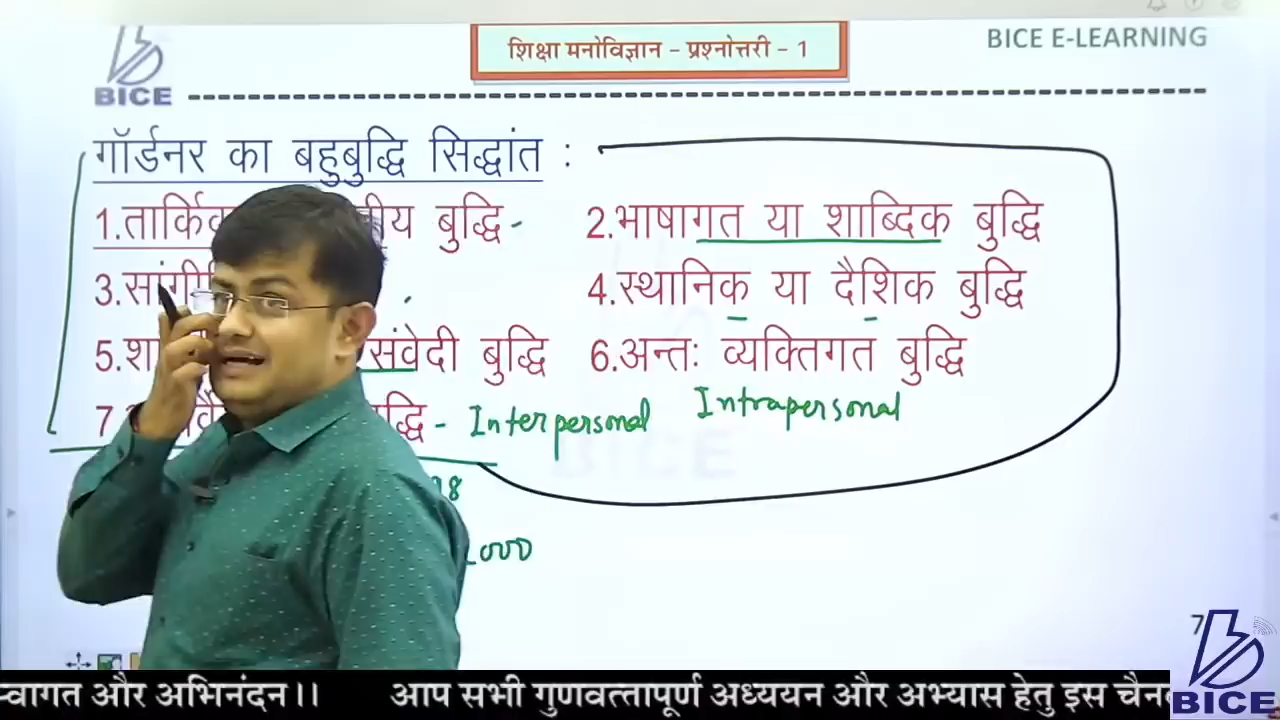 शिक्षा मनोविज्ञान - प्रश्नोत्तरी - 1
BICE E-LEARNING
BICE
गॉर्डनर का बहुबुद्धि सिद्धांत :
1. बुद्धि -
2.भाषागत या शाब्दिक बुद्धि
3.
4.स्थानिक या दैशिक बुद्धि
5. संवेदी बुद्धि
6.अन्तः व्यक्तिगत बुद्धि
7 - Interpersonal
Intrapersonal
BICE
7
स्वागत और अभिनंदन।। आप सभी गुणवत्तापूर्ण अध्ययन और अभ्यास हेतु इस
BICE